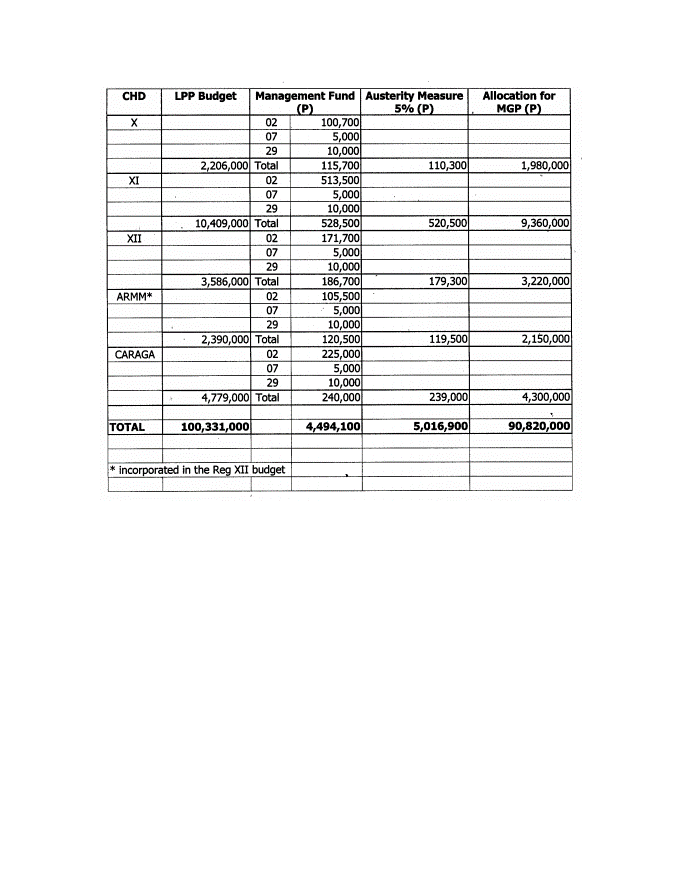 CHD LPP Budget Management Fund (P) Austerity Measure 5% (P) Allocation for MGP (P)
X 02 100,700
07 5,000
29 10,000
2,206,000 Total 115,700 110,300 1,980,000
XI 02 513,500
07 5,000
29 10,000
10,409,000 Total 528,500 520,500 9,360,000
XII 02 171,700
07 5,000
29 10,000
3,586,000 Total 186,700 179,300 3,220,000
ARMM* 02 105,500
07 5,000
29 10,000
2,390,000 Total 120,500 119,500 2,150,000
CARAGA 02 225,000
07 5,000
29 10,000
4,779,000 Total 240,000 239,000 4,300,000
TOTAL 100,331,000 4,494,100 5,016,900 90,820,000
* incorporated in the Reg XII budget